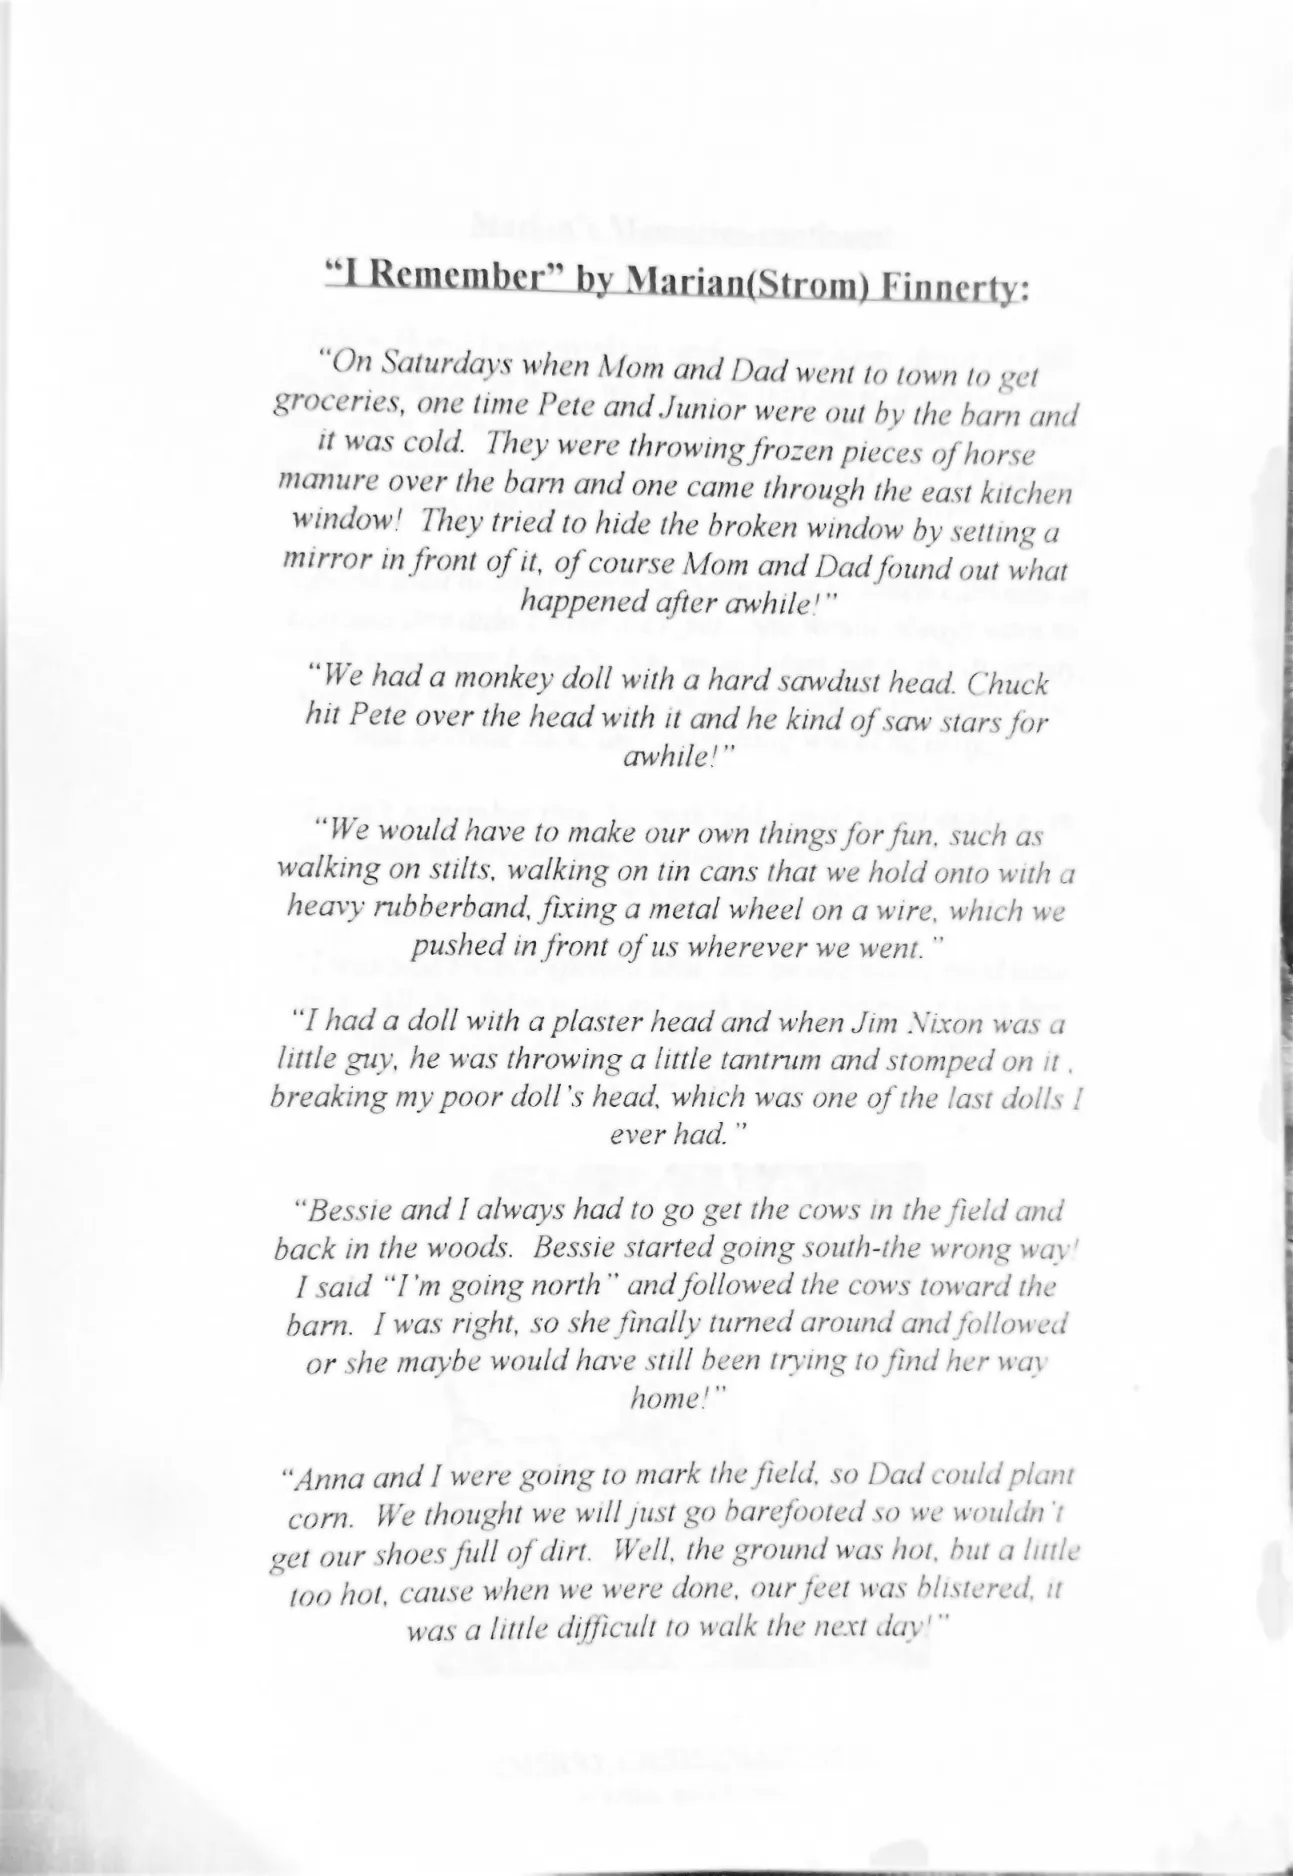 “I Remember” by Marian(Strom) Finnerty:
“On Saturdays when Mom and Dad went to town to get
groceries, one time Pete and Junior were out by the barn and
it was cold. They were throwing frozen pieces of horse
manure over the barn and one came through the east kitchen
window! They tried to hide the broken window by setting a
mirror in front of it, of course Mom and Dad found out what
happened after awhile!”
“We had a monkey doll with a hard sawdust head. Chuck
hit Pete over the head with it and he kind of saw stars for
awhile!”
“We would have to make our own things for fun, such as
walking on stilts, walking on tin cans that we hold onto with a
heavy rubberband, fixing a metal wheel on a wire, which we
pushed in front of us wherever we went.”
“I had a doll with a plaster head and when Jim Nixon was a
little guy, he was throwing a little tantrum and stomped on it ,
breaking my poor doll's head, which was one of the last dolls I
ever had.”
“Bessie and I always had to go get the cows in the field and
back in the woods. Bessie started going south-the wrong way!
I said “I'm going north” and followed the cows toward the
barn. I was right, so she finally turned around and followed
or she maybe would have still been trying to find her way
home!”
“Anna and I were going to mark the field, so Dad could plant
corn. We thought we will just go barefooted so we wouldn't
get our shoes full of dirt. Well, the ground was hot, but a little
too hot, cause when we were done, our feet was blistered, it
was a little difficult to walk the next day!”